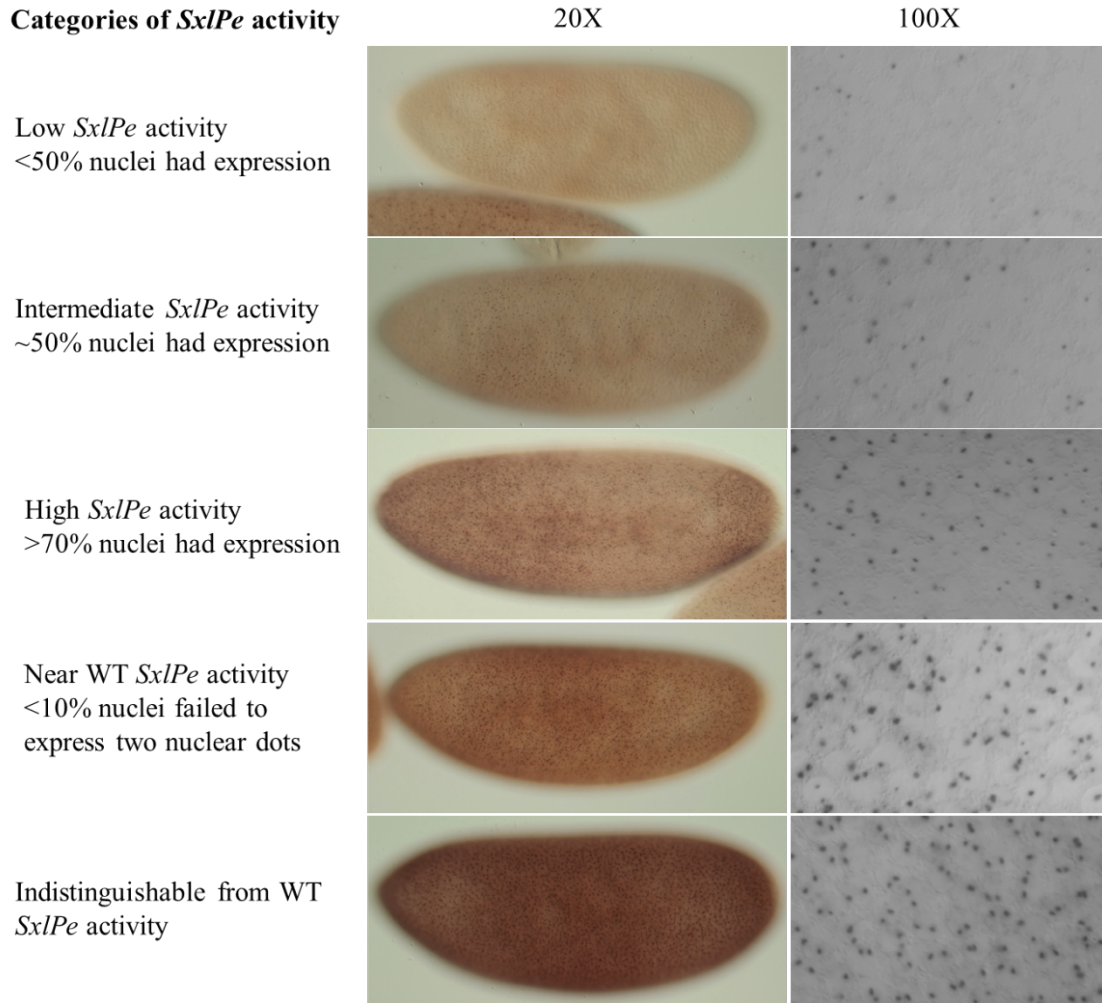 Categories of SxlPe activity
20X
100X
Low SxlPe activity
<50% nuclei had expression
Intermediate SxlPe activity
~50% nuclei had expression
High SxlPe activity
>70% nuclei had expression
Near WT SxlPe activity
<10% nuclei failed to
express two nuclear dots
Indistinguishable from WT
SxlPe activity